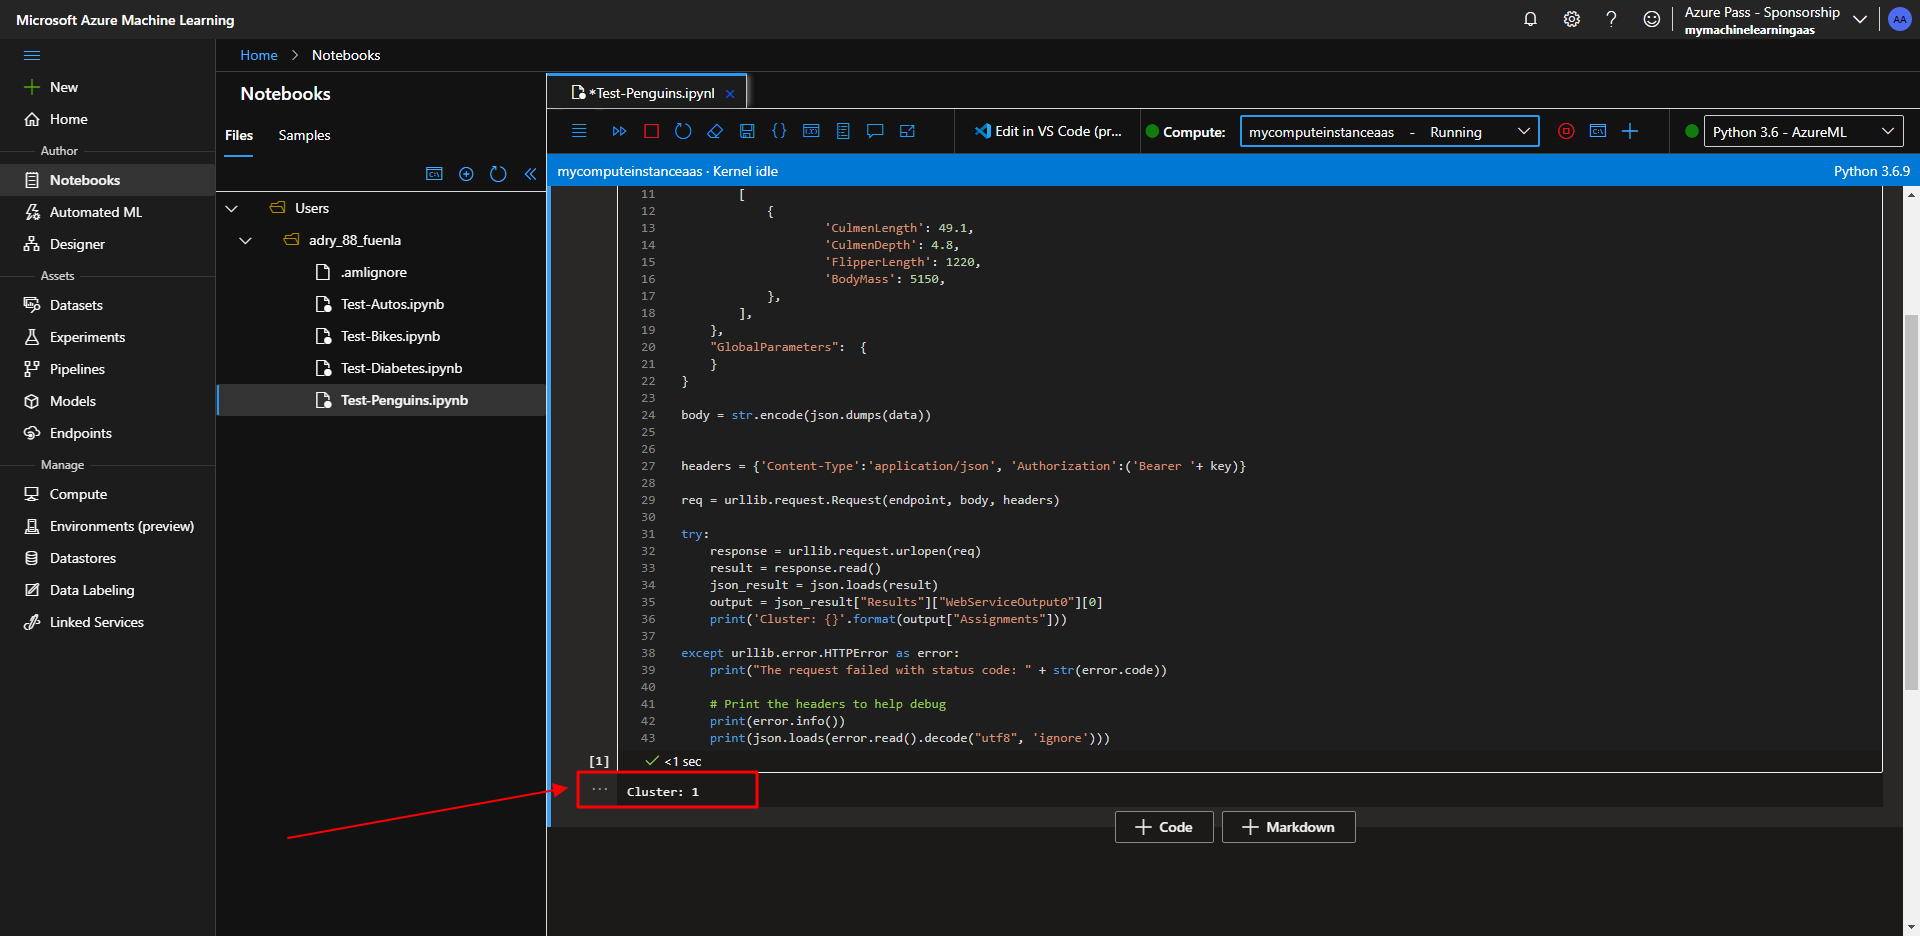 Microsoft Azure Machine Learning
Azure Pass - Sponsorship
mymachinelearningaas
AA
New
Home
Author
Notebooks
Automated ML
Designer
Assets
Datasets
Experiments
Pipelines
Models
Endpoints
Manage
Compute
Environments (preview)
Datastores
Data Labeling
Linked Services
Home > Notebooks
Notebooks
Files Samples
Users
adry_88_fuenla
.amlignore
Test-Autos.ipynb
Test-Bikes.ipynb
Test-Diabetes.ipynb
Test-Penguins.ipynb
*Test-Penguins.ipynl
Edit in VS Code (pr... Compute: mycomputeinstanceaas - Running Python 3.6 - AzureML
mycomputeinstanceaas · Kernel idle Python 3.6.9
11 [
12 {
13 'CulmenLength': 49.1,
14 'CulmenDepth': 4.8,
15 'FlipperLength': 1220,
16 'BodyMass': 5150,
17 },
18 ],
19 },
20 "GlobalParameters": {
21 }
22 }
23
24 body = str.encode(json.dumps(data))
25
26
27 headers = {'Content-Type':'application/json', 'Authorization':('Bearer '+ key)}
28
29 req = urllib.request.Request(endpoint, body, headers)
30
31 try:
32 response = urllib.request.urlopen(req)
33 result = response.read()
34 json_result = json.loads(result)
35 output = json_result["Results"]["WebServiceOutput0"][0]
36 print('Cluster: {}'.format(output["Assignments"]))
37
38 except urllib.error.HTTPError as error:
39 print("The request failed with status code: " + str(error.code))
40
41 # Print the headers to help debug
42 print(error.info())
43 print(json.loads(error.read().decode("utf8", 'ignore')))
[1] <1 sec
... Cluster: 1
+ Code + Markdown